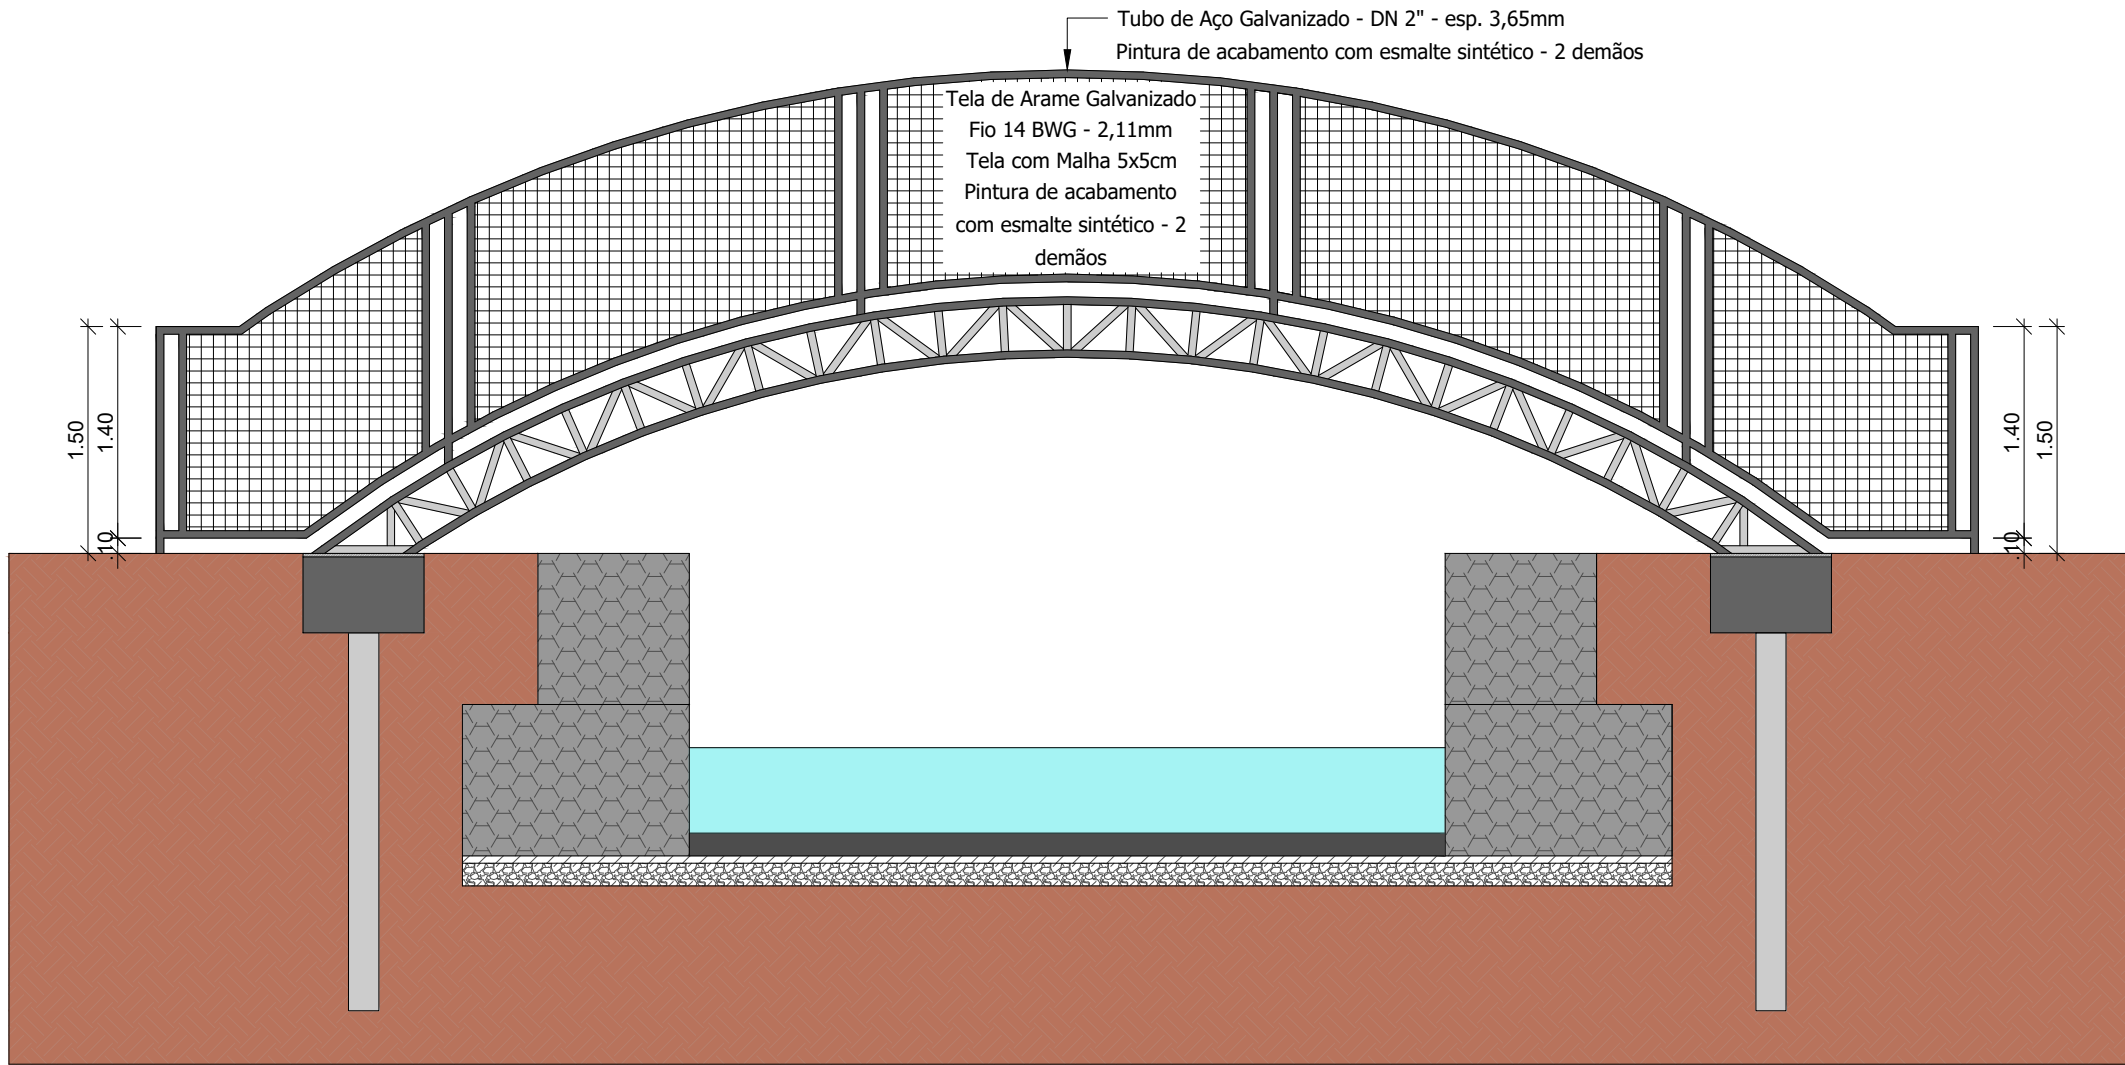 Tubo de Aço Galvanizado - DN 2" - esp. 3,65mm
Pintura de acabamento com esmalte sintético - 2 demãos
Tela de Arame Galvanizado
Fio 14 BWG - 2,11mm
Tela com Malha 5x5cm
Pintura de acabamento
com esmalte sintético - 2
demãos
1.50
1.40
.10
1.40
1.50
.10